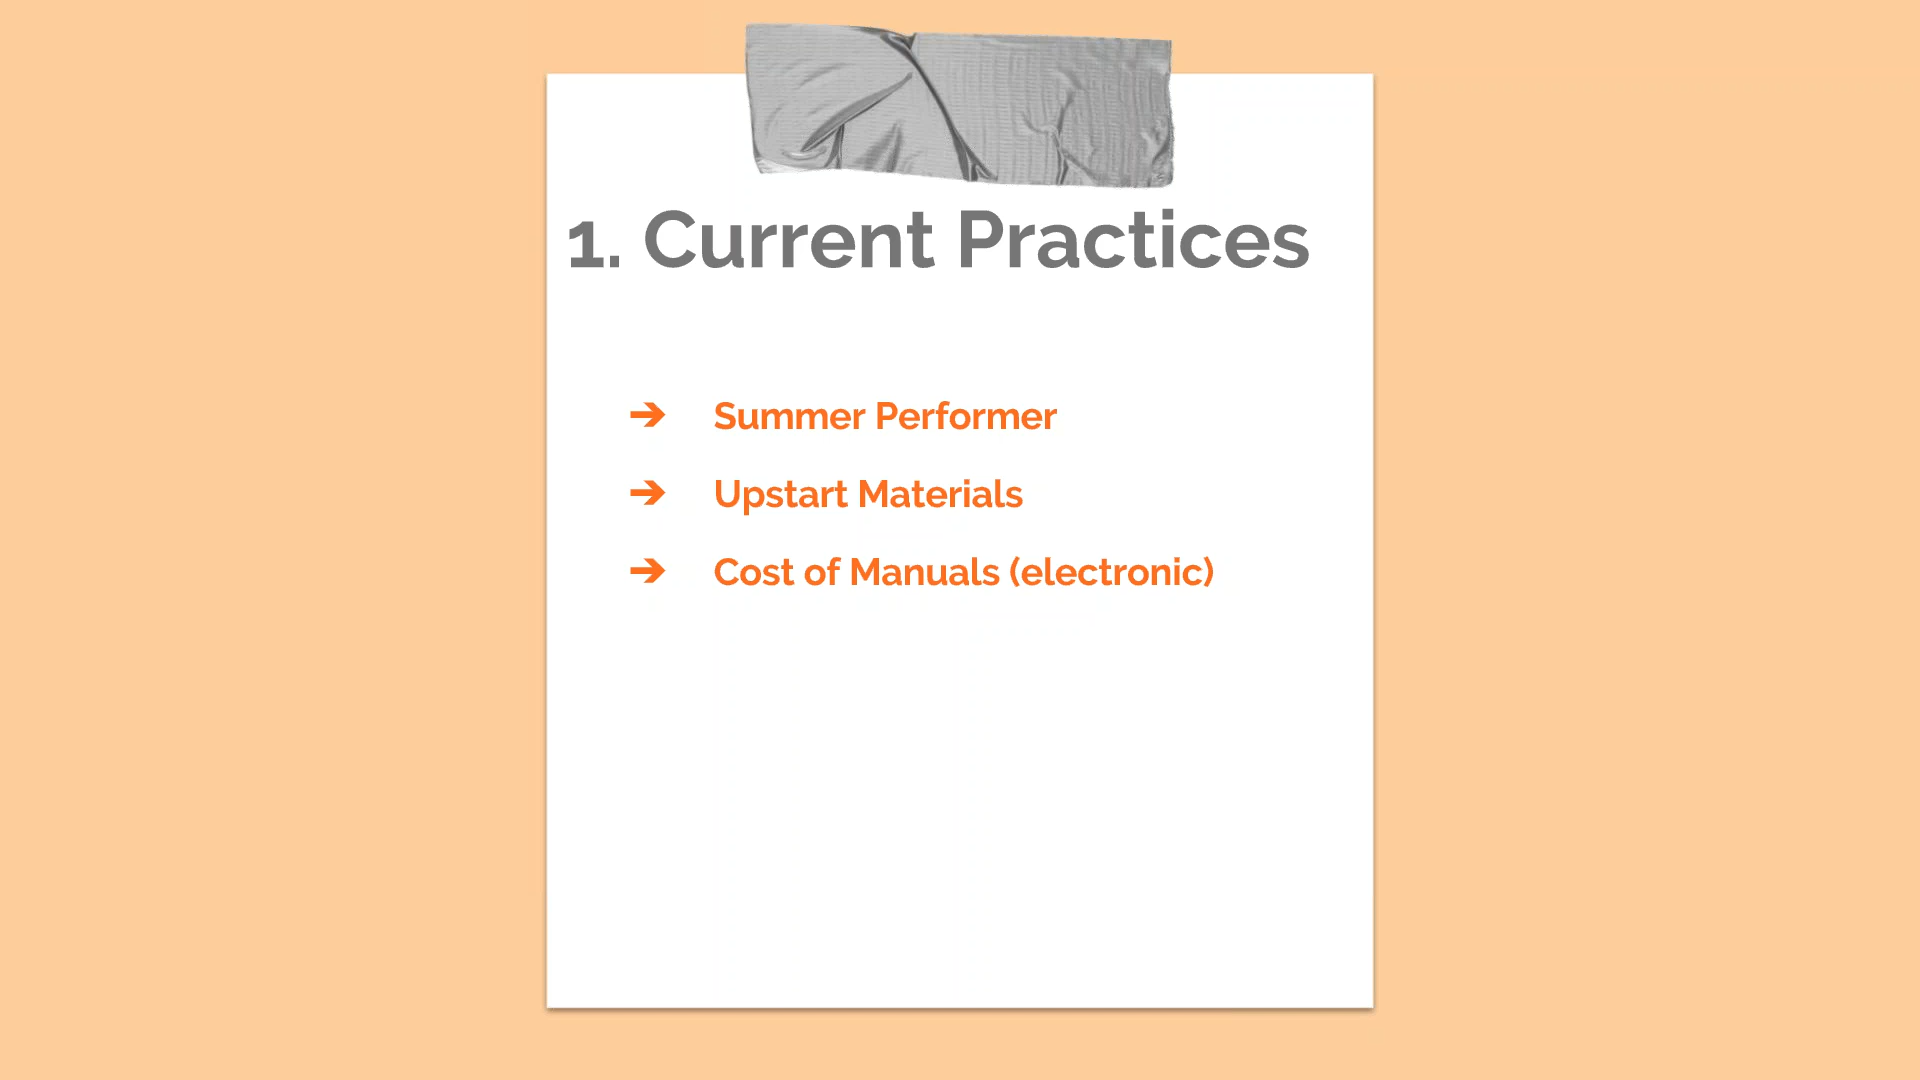 1. Current Practices
➔ Summer Performer
➔ Upstart Materials
➔ Cost of Manuals (electronic)